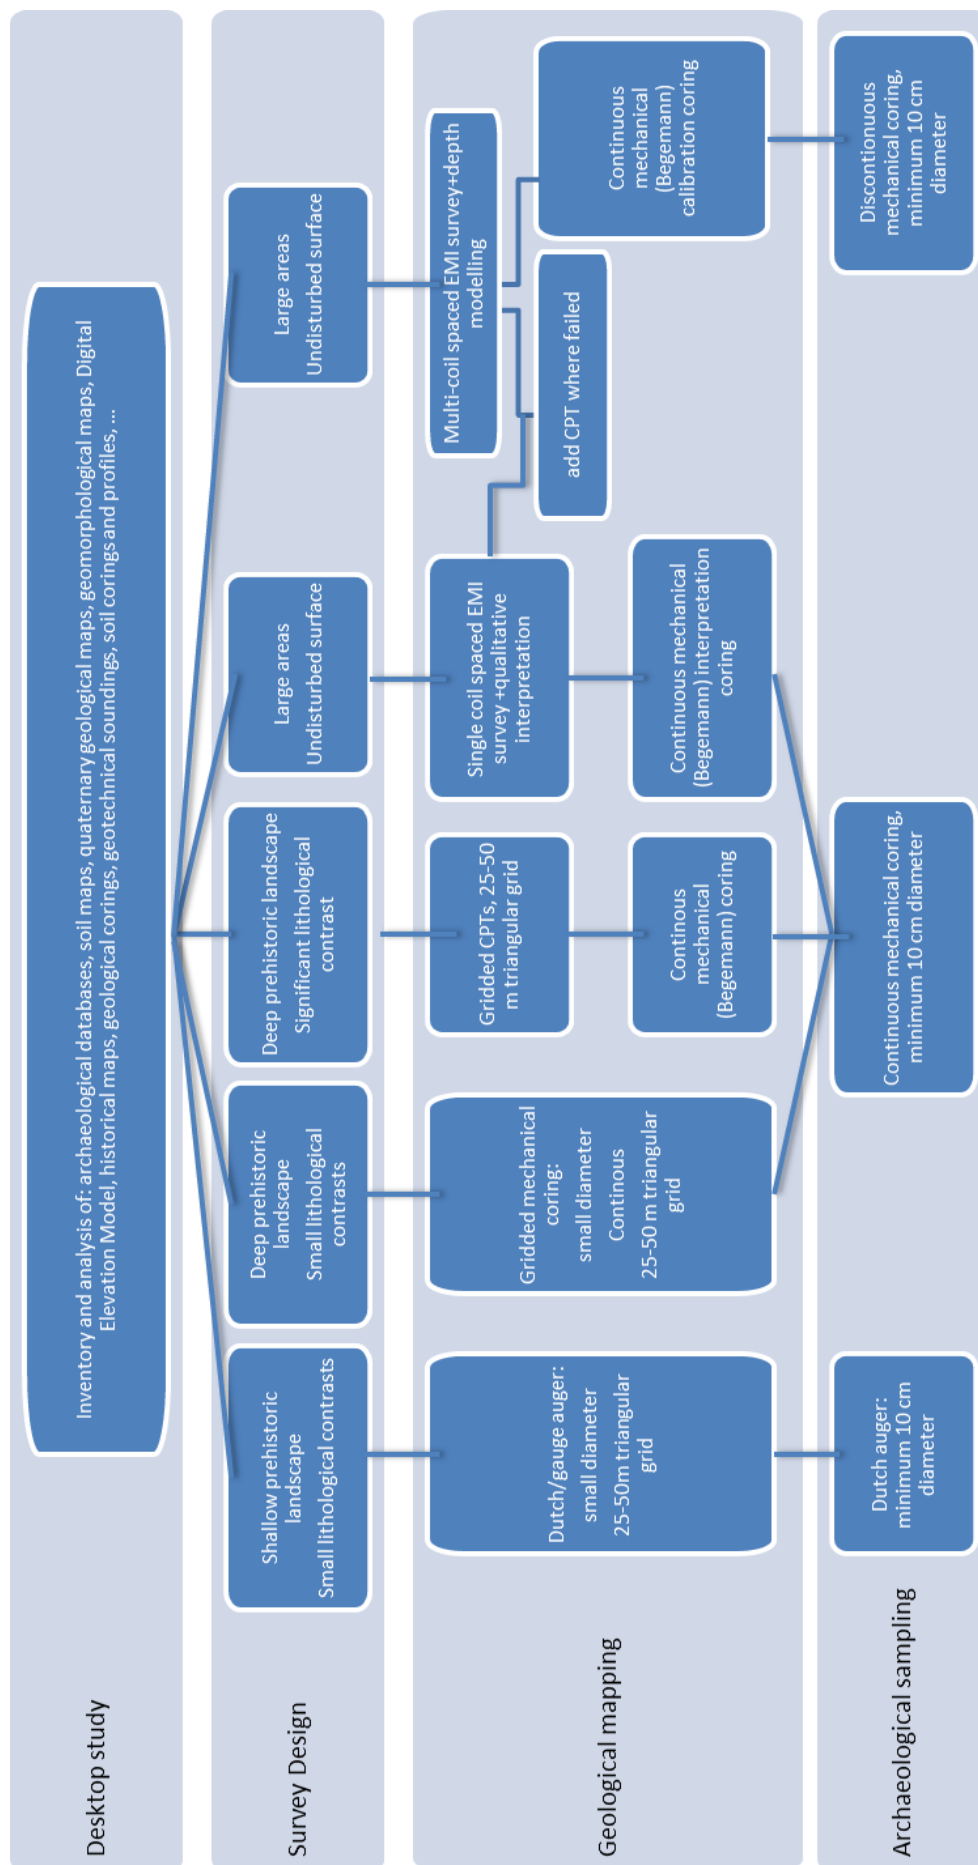 Desktop study
Inventory and analysis of: archaeological databases, soil maps, quaternary geological maps, geomorphological maps, Digital
Elevation Model, historical maps, geological corings, geotechnical soundings, soil corings and profiles, ...
Survey Design
Shallow prehistoric
landscape
Small lithological contrasts
Deep prehistoric
landscape
Small lithological
contrasts
Deep prehistoric landscape
Significant lithological
contrast
Large areas
Undisturbed surface
Large areas
Undisturbed surface
Geological mapping
Dutch/gauge auger:
small diameter
25-50m triangular
grid
Gridded mechanical
coring:
small diameter
Continous
25-50 m triangular
grid
Gridded CPTs, 25-50
m triangular grid
Continous
mechanical
(Begemann) coring
Single coil spaced EMI
survey +qualitative
interpretation
Continuous mechanical
(Begemann) interpretation
coring
Multi-coil spaced EMI survey+depth
modelling
add CPT where failed
Continuous
mechanical
(Begemann)
calibration coring
Archaeological sampling
Dutch auger:
minimum 10 cm
diameter
Continuous mechanical coring,
minimum 10 cm diameter
Discontionuous
mechanical coring,
minimum 10 cm
diameter